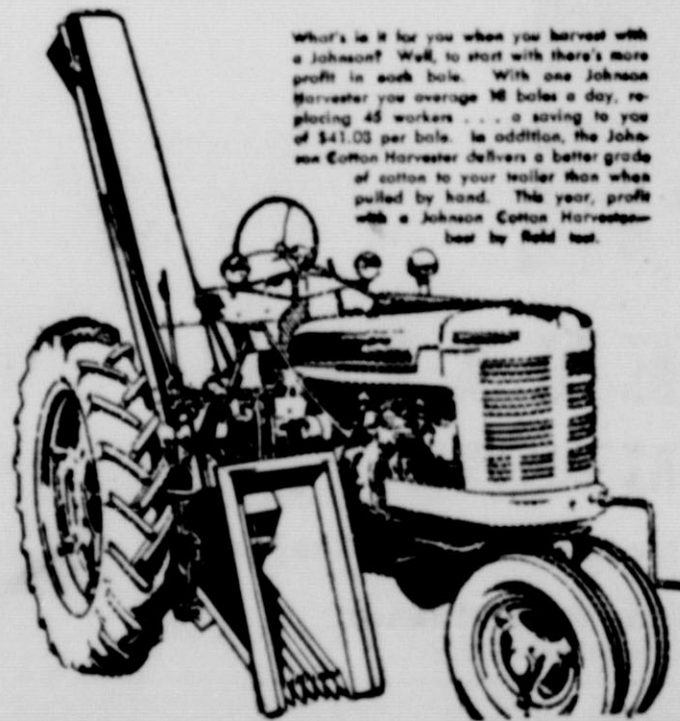 What's in it for you when you harvest with
a Johnson? Well, to start with there's more
profit in each bale. With one Johnson
Harvester you average 18 bales a day, re-
placing 45 workers . . . a saving to you
of $41.03 per bale. In addition, the John-
son Cotton Harvester delivers a better grade
of cotton to your trailer than when
pulled by hand. This year, profit
with a Johnson Cotton Harvester—
best by field test.